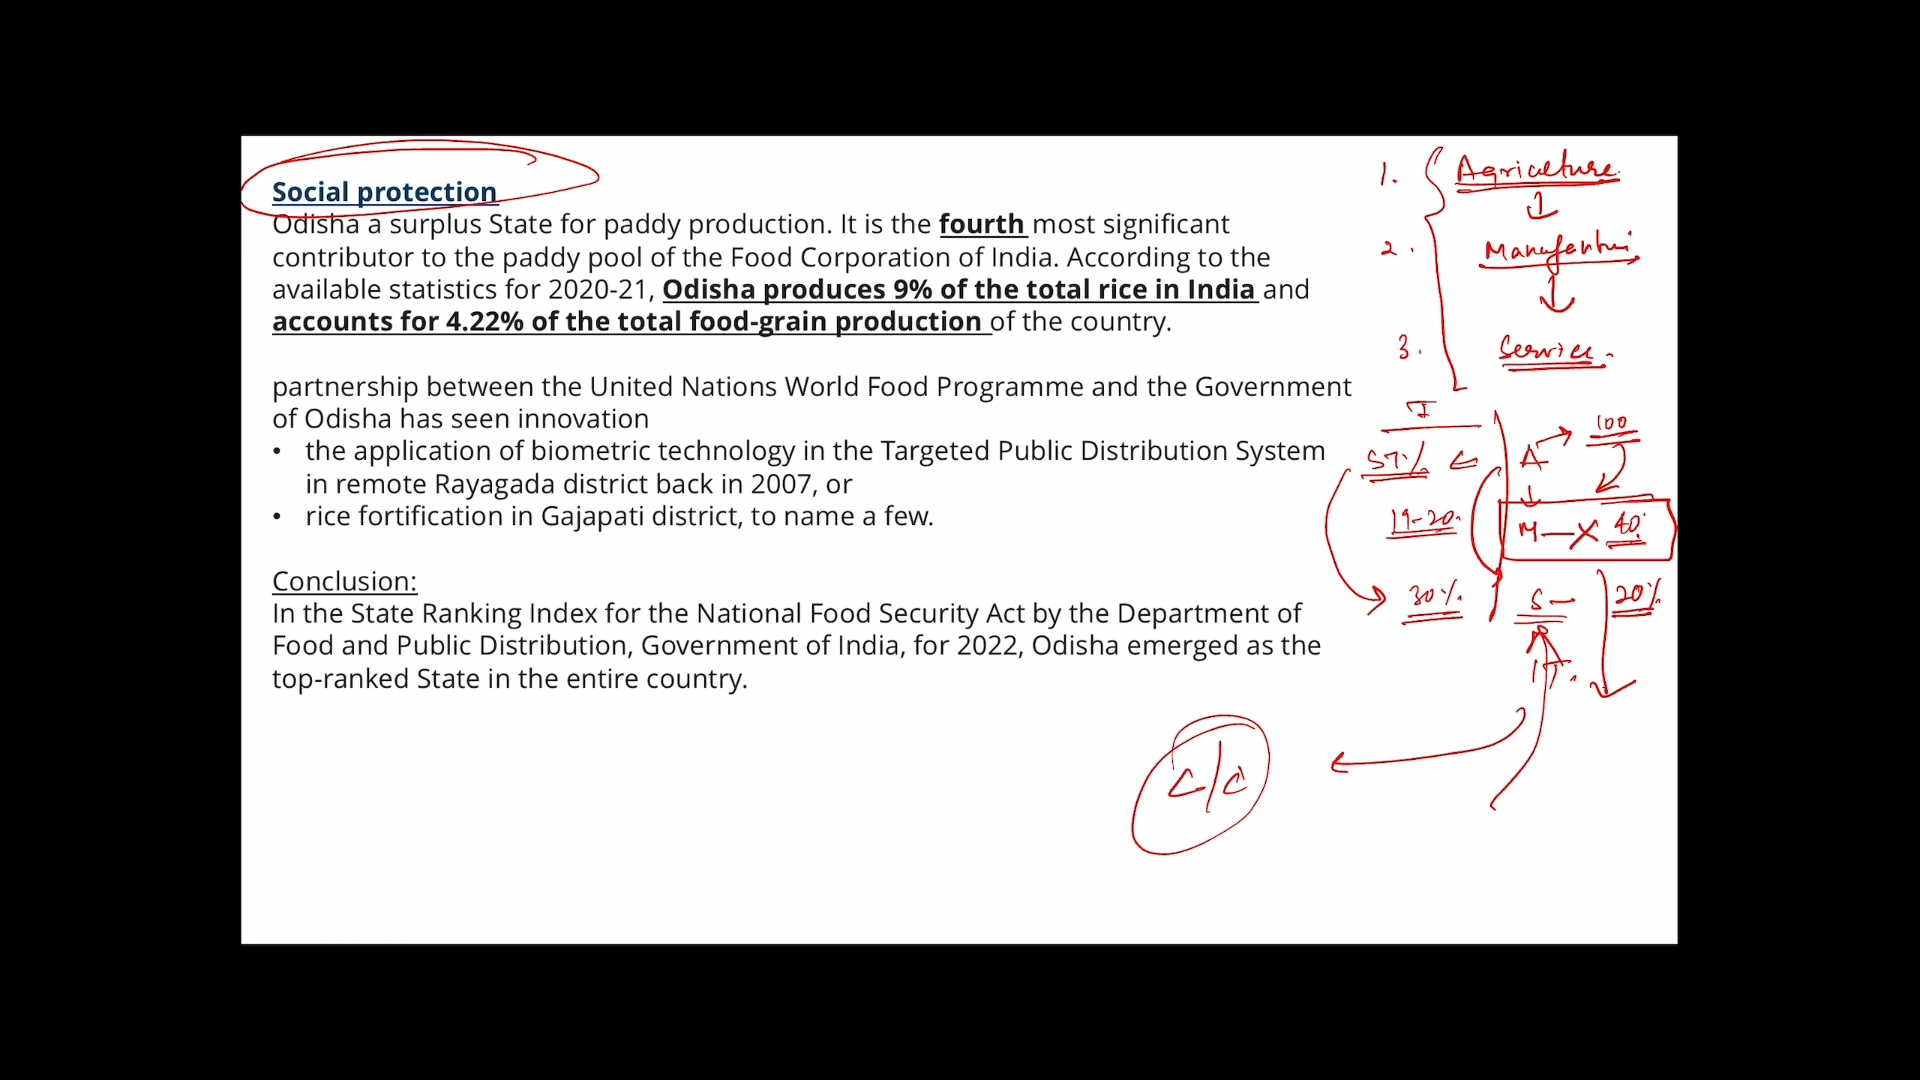 Social protection
Odisha a surplus State for paddy production. It is the fourth most significant
contributor to the paddy pool of the Food Corporation of India. According to the
available statistics for 2020-21, Odisha produces 9% of the total rice in India and
accounts for 4.22% of the total food-grain production of the country.
partnership between the United Nations World Food Programme and the Government
of Odisha has seen innovation
• the application of biometric technology in the Targeted Public Distribution System
in remote Rayagada district back in 2007, or
• rice fortification in Gajapati district, to name a few.
Conclusion:
In the State Ranking Index for the National Food Security Act by the Department of
Food and Public Distribution, Government of India, for 2022, Odisha emerged as the
top-ranked State in the entire country.
1. Agriculture
2.
3. Service.
I
57% A 100
19-20. M 40
30% S 20%